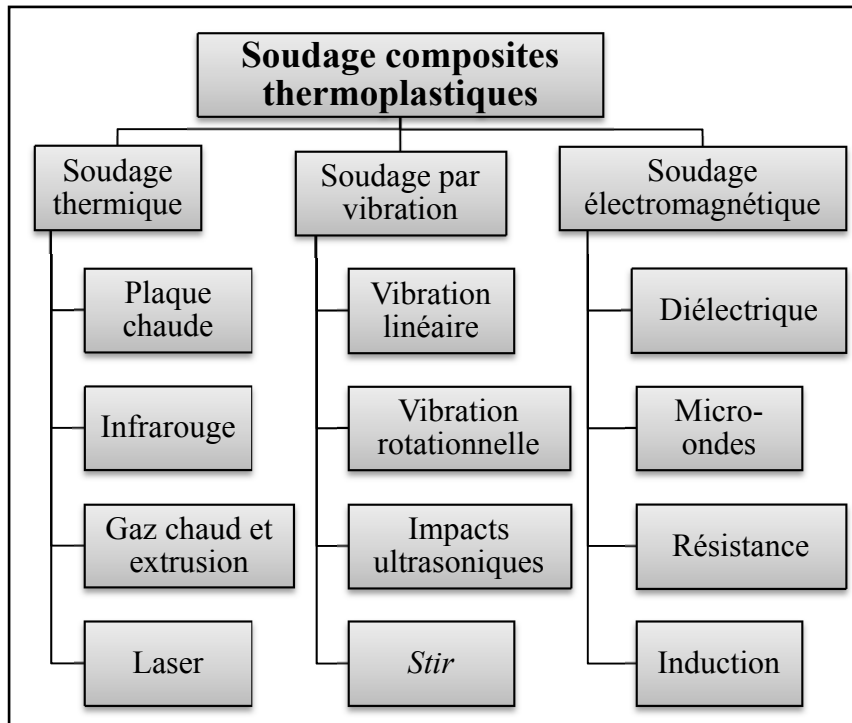 Soudage composites
thermoplastiques
Soudage
thermique
Plaque
chaude
Infrarouge
Gaz chaud et
extrusion
Laser
Soudage par
vibration
Vibration
linéaire
Vibration
rotationnelle
Impacts
ultrasoniques
Stir
Soudage
électromagnétique
Diélectrique
Micro-
ondes
Résistance
Induction